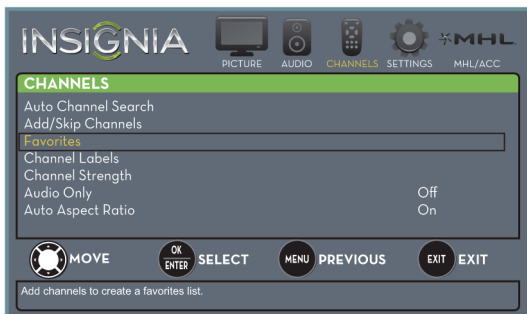 INSIGNIA
PICTURE AUDIO CHANNELS SETTINGS MHL MHL/ACC
CHANNELS
Auto Channel Search
Add/Skip Channels
Favorites
Channel Labels
Channel Strength
Audio Only Off
Auto Aspect Ratio On
MOVE OK ENTER SELECT MENU PREVIOUS EXIT EXIT
Add channels to create a favorites list.